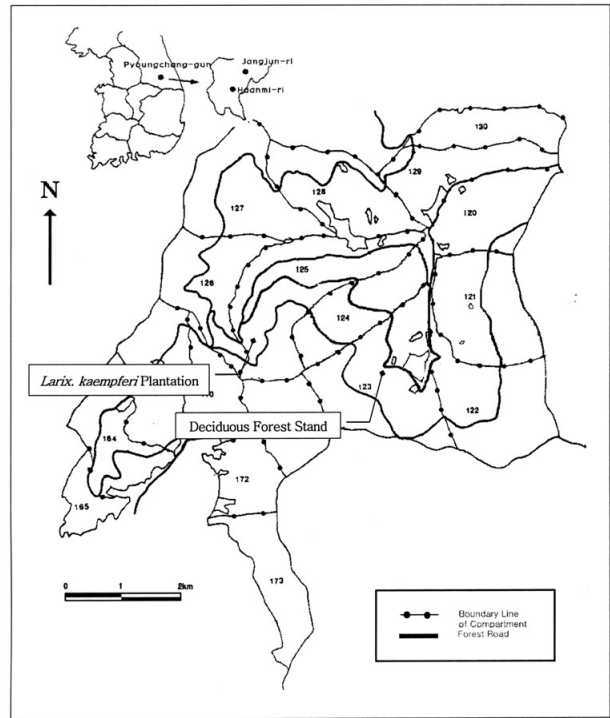 Pyoungchang-gun
Jangjun-ri
Haanmi-ri
130
129
128
120
127
N
125
126
121
124
Larix. kaempferi Plantation
123
Deciduous Forest Stand
122
164
172
165
173
0 1 2km
Boundary Line
of Compartment
Forest Road